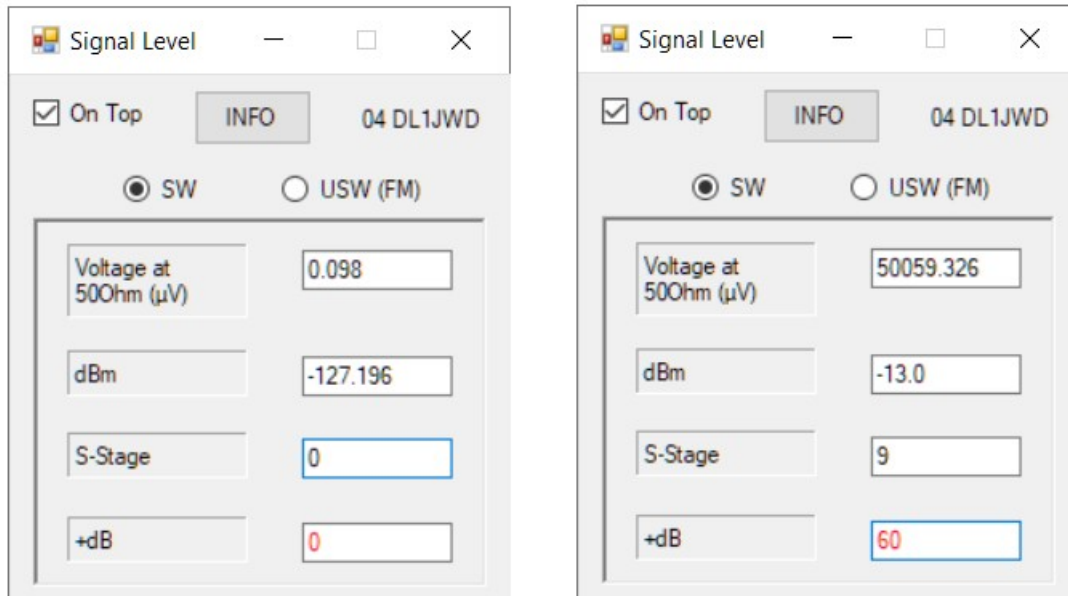 Signal Level
On Top
INFO
04 DL1JWD
SW
USW (FM)
Voltage at
50Ohm (µV)
0.098
dBm
-127.196
S-Stage
0
+dB
0
Signal Level
On Top
INFO
04 DL1JWD
SW
USW (FM)
Voltage at
50Ohm (µV)
50059.326
dBm
-13.0
S-Stage
9
+dB
60